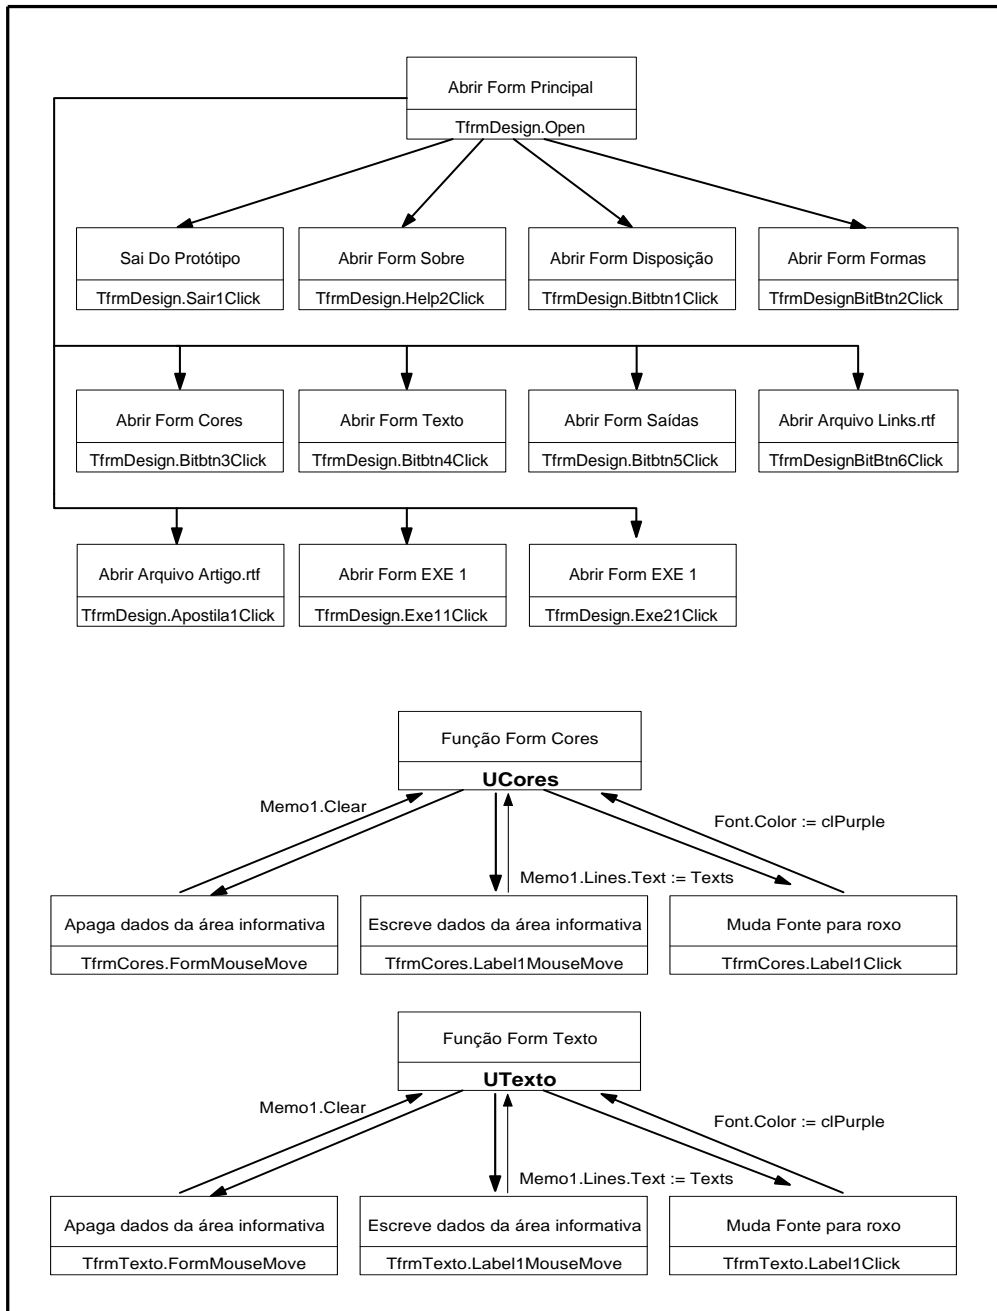 Abrir Form Principal
TfrmDesign.Open
Sai Do Protótipo
TfrmDesign.Sair1Click
Abrir Form Sobre
TfrmDesign.Help2Click
Abrir Form Disposição
TfrmDesign.Bitbtn1Click
Abrir Form Formas
TfrmDesignBitBtn2Click
Abrir Form Cores
TfrmDesign.Bitbtn3Click
Abrir Form Texto
TfrmDesign.Bitbtn4Click
Abrir Form Saídas
TfrmDesign.Bitbtn5Click
Abrir Arquivo Links.rtf
TfrmDesignBitBtn6Click
Abrir Arquivo Artigo.rtf
TfrmDesign.Apostila1Click
Abrir Form EXE 1
TfrmDesign.Exe11Click
Abrir Form EXE 1
TfrmDesign.Exe21Click
Função Form Cores
UCores
Memo1.Clear
Font.Color := clPurple
Memo1.Lines.Text := Texts
Apaga dados da área informativa
TfrmCores.FormMouseMove
Escreve dados da área informativa
TfrmCores.Label1MouseMove
Muda Fonte para roxo
TfrmCores.Label1Click
Função Form Texto
UTexto
Memo1.Clear
Font.Color := clPurple
Memo1.Lines.Text := Texts
Apaga dados da área informativa
TfrmTexto.FormMouseMove
Escreve dados da área informativa
TfrmTexto.Label1MouseMove
Muda Fonte para roxo
TfrmTexto.Label1Click